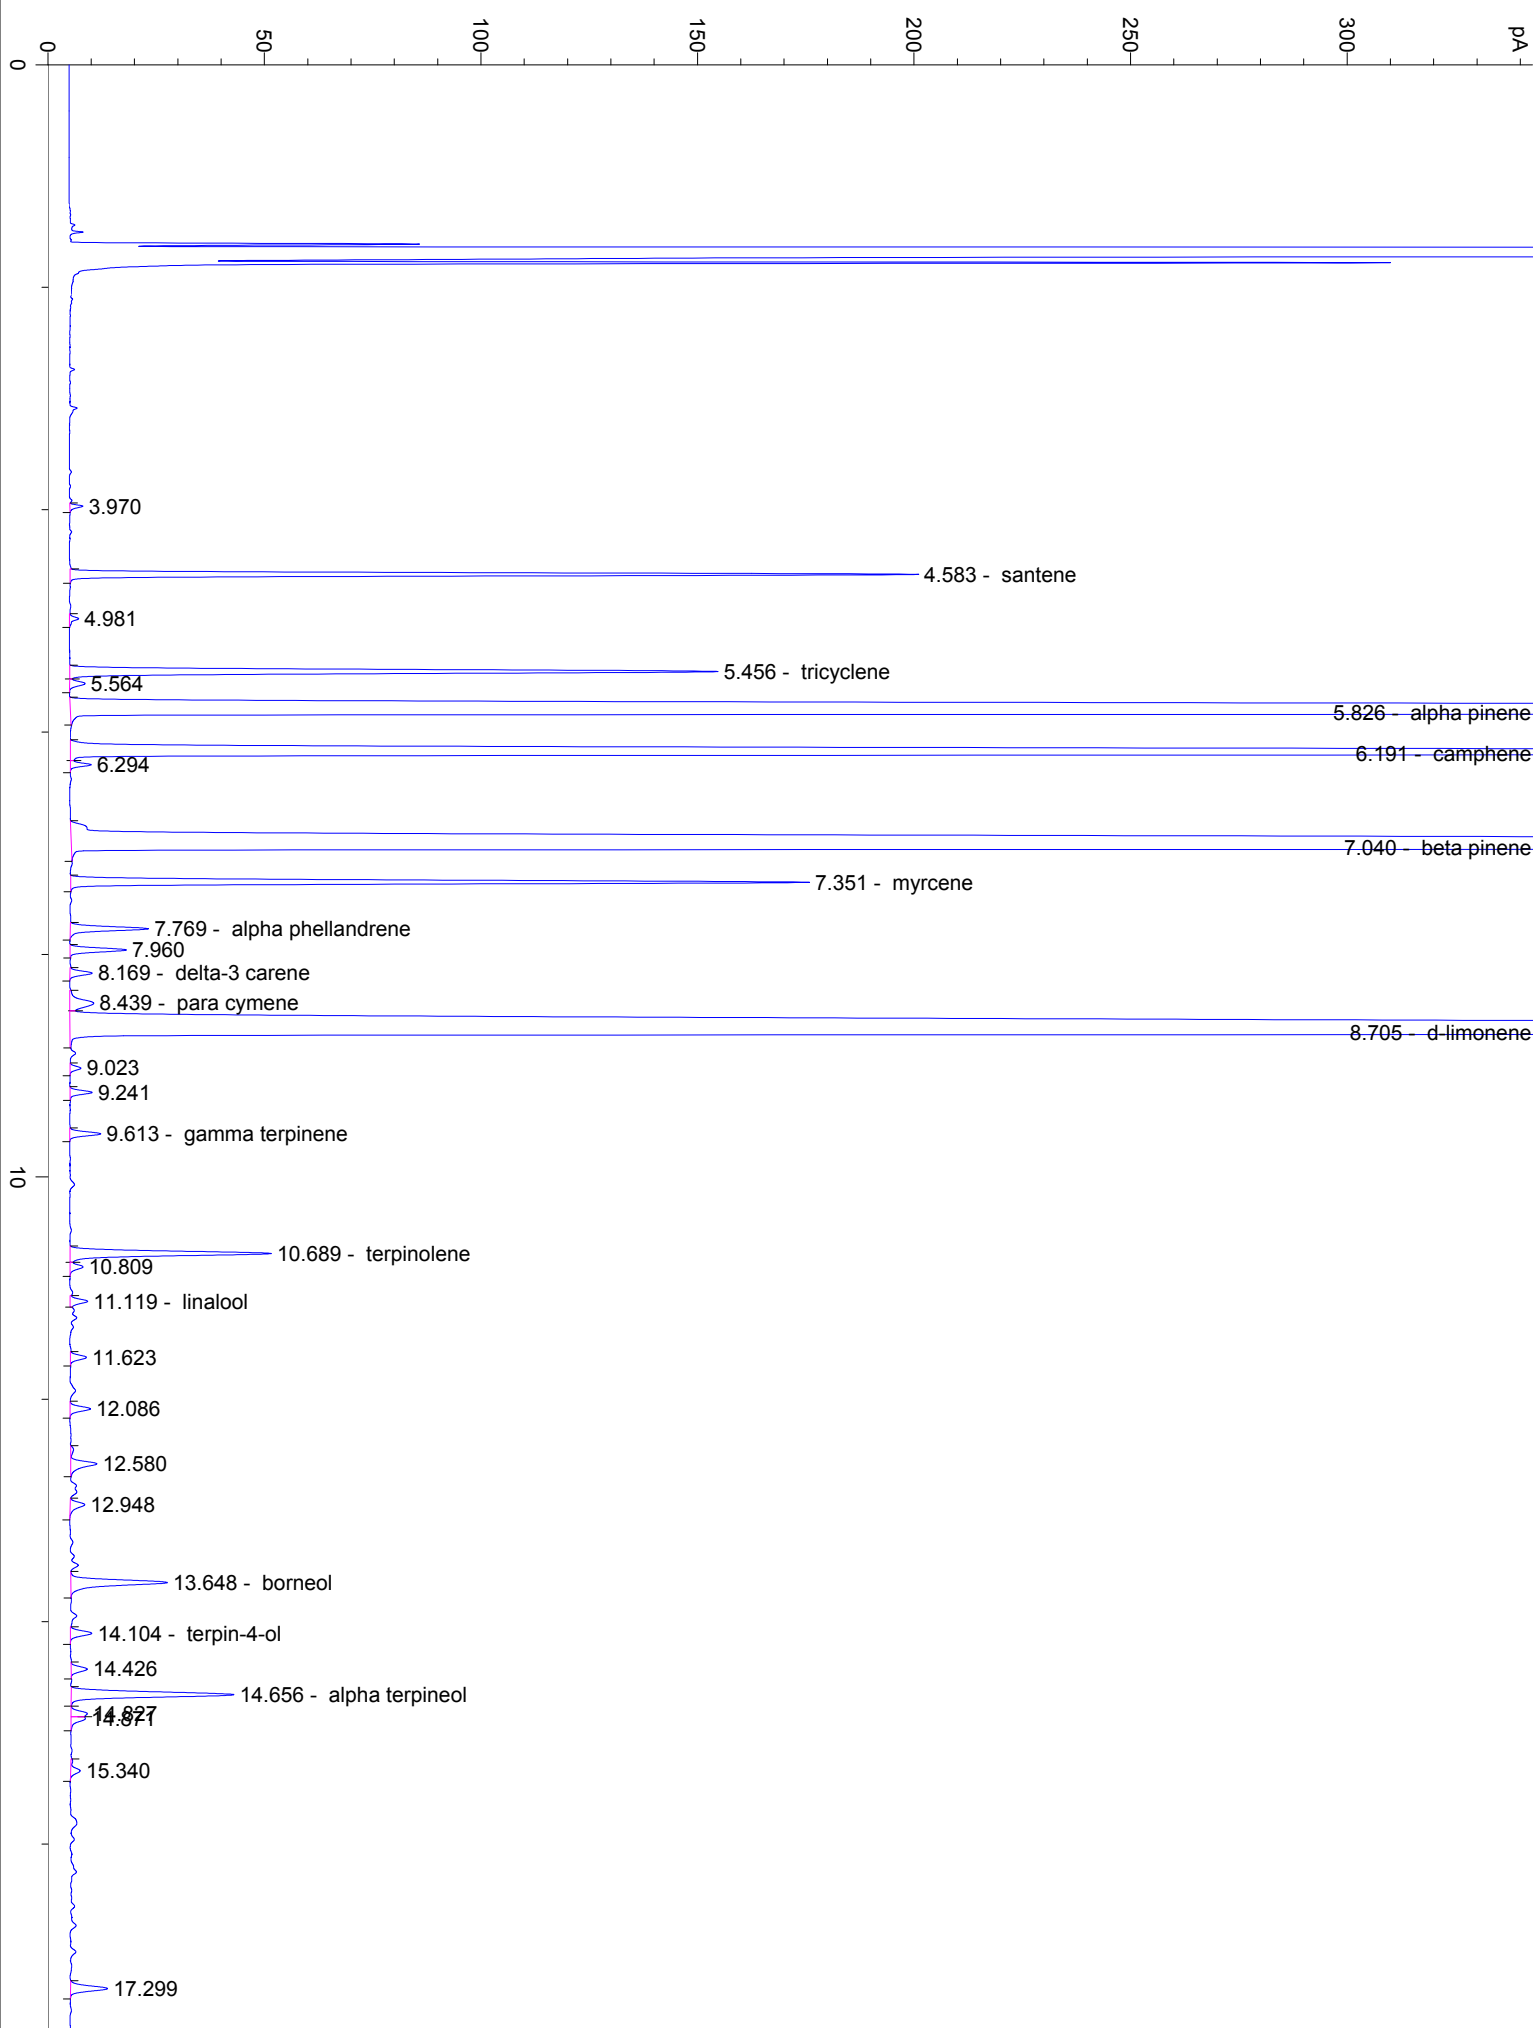 pA
0
50
100
150
200
250
300
0
3.970
4.583 - santene
4.981
5.456 - tricyclene
5.564
5.826 - alpha pinene
6.191 - camphene
6.294
7.040 - beta pinene
7.351 - myrcene
7.769 - alpha phellandrene
7.960
8.169 - delta-3 carene
8.439 - para cymene
8.705 - d-limonene
9.023
9.241
9.613 - gamma terpinene
10
10.689 - terpinolene
10.809
11.119 - linalool
11.623
12.086
12.580
12.948
13.648 - borneol
14.104 - terpin-4-ol
14.426
14.656 - alpha terpineol
14.827
14.871
15.340
17.299